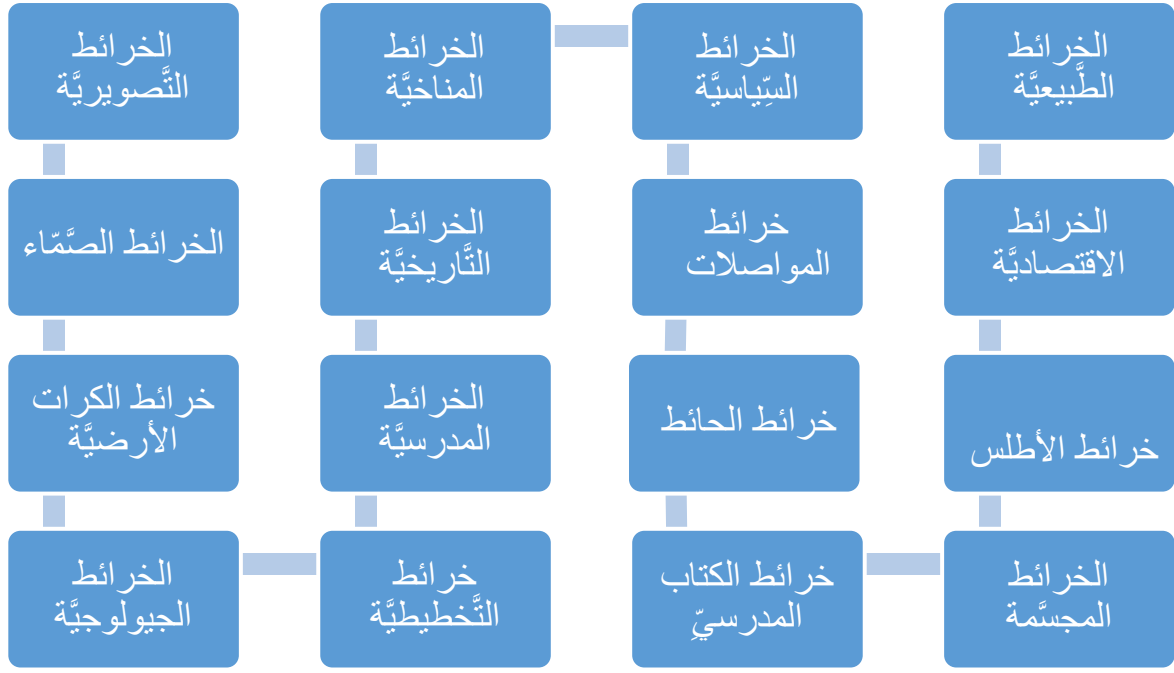 الخرائط
الطَّبيعيَّة
الخرائط
الاقتصاديَّة
خرائط الأطلس
الخرائط
المجسَّمة
خرائط الكتاب
المدرسيِّ
خرائط الحائط
خرائط
المواصلات
الخرائط
السِّياسيَّة
الخرائط
المناخيَّة
الخرائط
التَّاريخيَّة
الخرائط
المدرسيَّة
خرائط
التَّخطيطيَّة
الخرائط
الجيولوجيَّة
خرائط الكرات
الأرضيَّة
الخرائط الصَّمّاء
الخرائط
التَّصويريَّة